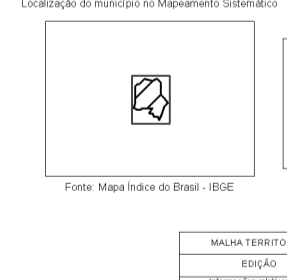 Localização do município no Mapeamento Sistemático
Fonte: Mapa Índice do Brasil - IBGE
MALHA TERRITO
EDIÇÃO